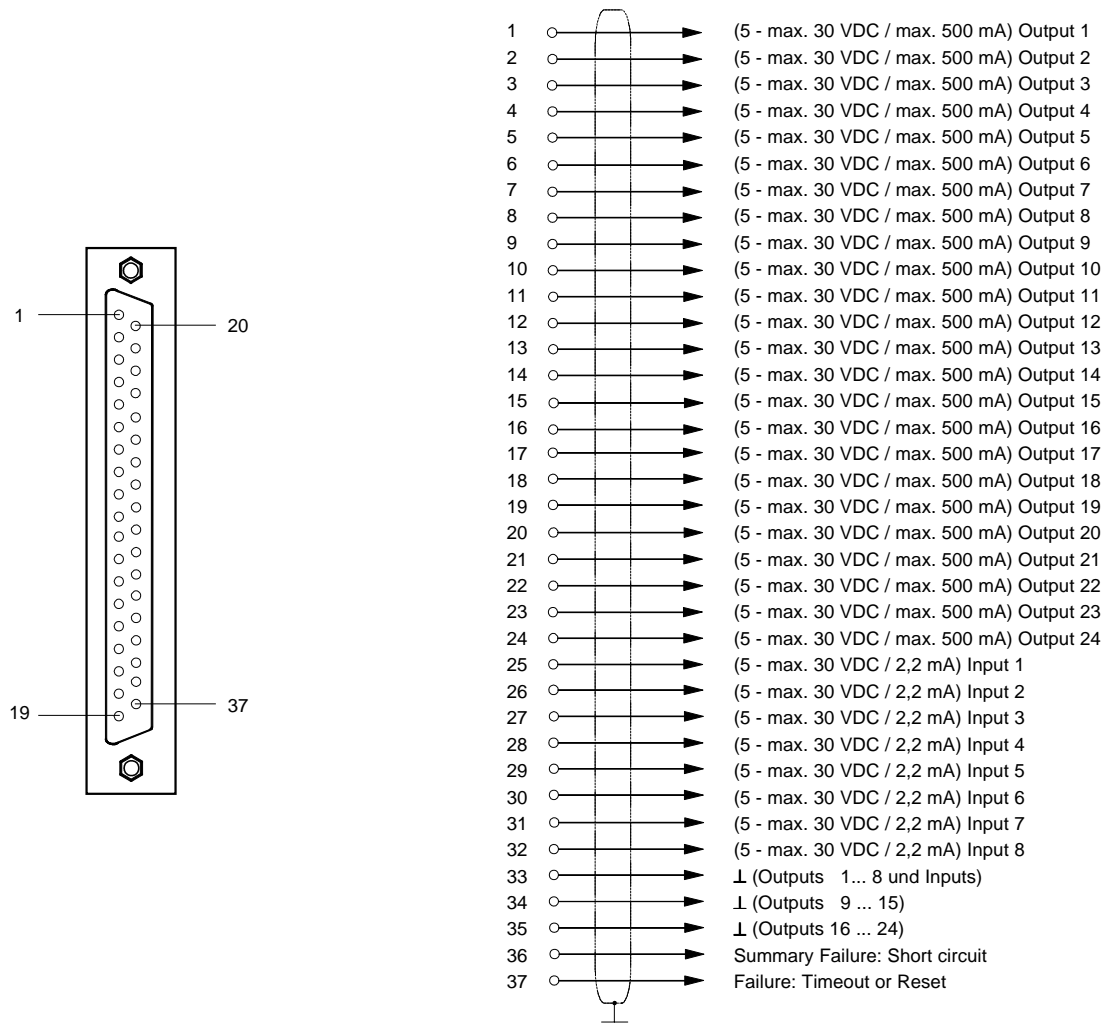 1 (5 - max. 30 VDC / max. 500 mA) Output 1
2 (5 - max. 30 VDC / max. 500 mA) Output 2
3 (5 - max. 30 VDC / max. 500 mA) Output 3
4 (5 - max. 30 VDC / max. 500 mA) Output 4
5 (5 - max. 30 VDC / max. 500 mA) Output 5
6 (5 - max. 30 VDC / max. 500 mA) Output 6
7 (5 - max. 30 VDC / max. 500 mA) Output 7
8 (5 - max. 30 VDC / max. 500 mA) Output 8
9 (5 - max. 30 VDC / max. 500 mA) Output 9
10 (5 - max. 30 VDC / max. 500 mA) Output 10
11 (5 - max. 30 VDC / max. 500 mA) Output 11
12 (5 - max. 30 VDC / max. 500 mA) Output 12
13 (5 - max. 30 VDC / max. 500 mA) Output 13
14 (5 - max. 30 VDC / max. 500 mA) Output 14
15 (5 - max. 30 VDC / max. 500 mA) Output 15
16 (5 - max. 30 VDC / max. 500 mA) Output 16
17 (5 - max. 30 VDC / max. 500 mA) Output 17
18 (5 - max. 30 VDC / max. 500 mA) Output 18
19 (5 - max. 30 VDC / max. 500 mA) Output 19
20 (5 - max. 30 VDC / max. 500 mA) Output 20
21 (5 - max. 30 VDC / max. 500 mA) Output 21
22 (5 - max. 30 VDC / max. 500 mA) Output 22
23 (5 - max. 30 VDC / max. 500 mA) Output 23
24 (5 - max. 30 VDC / max. 500 mA) Output 24
25 (5 - max. 30 VDC / 2,2 mA) Input 1
26 (5 - max. 30 VDC / 2,2 mA) Input 2
27 (5 - max. 30 VDC / 2,2 mA) Input 3
28 (5 - max. 30 VDC / 2,2 mA) Input 4
29 (5 - max. 30 VDC / 2,2 mA) Input 5
30 (5 - max. 30 VDC / 2,2 mA) Input 6
31 (5 - max. 30 VDC / 2,2 mA) Input 7
32 (5 - max. 30 VDC / 2,2 mA) Input 8
33 ⊥ (Outputs 1... 8 und Inputs)
34 ⊥ (Outputs 9 ... 15)
35 ⊥ (Outputs 16 ... 24)
36 Summary Failure: Short circuit
37 Failure: Timeout or Reset
1
20
19
37